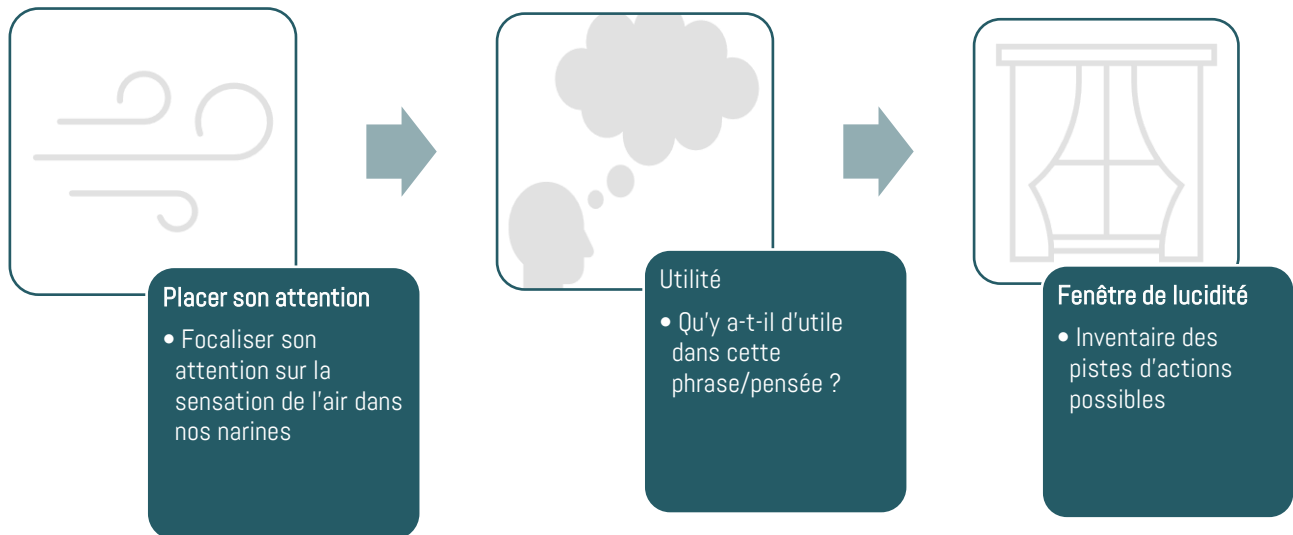 Placer son attention
• Focaliser son
attention sur la
sensation de l'air dans
nos narines
Utilité
• Qu'y a-t-il d'utile
dans cette
phrase/pensée ?
Fenêtre de lucidité
• Inventaire des
pistes d'actions
possibles